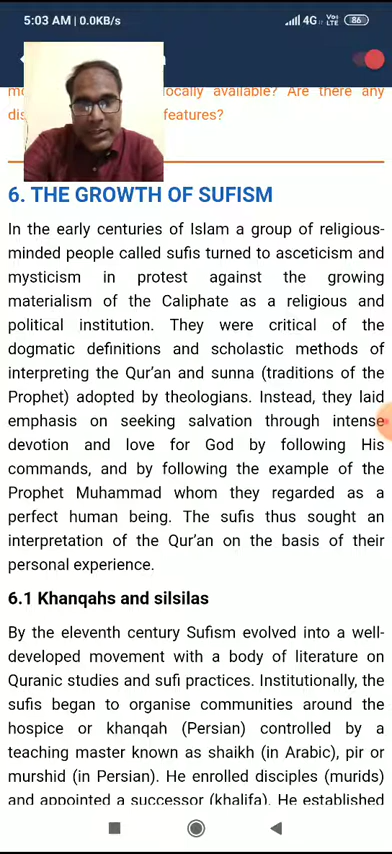 5:03 AM | 0.0KB/s 4G Vo LTE 86
locally available? Are there any
features?
6. THE GROWTH OF SUFISM
In the early centuries of Islam a group of religious-
minded people called sufis turned to asceticism and
mysticism in protest against the growing
materialism of the Caliphate as a religious and
political institution. They were critical of the
dogmatic definitions and scholastic methods of
interpreting the Qur'an and sunna (traditions of the
Prophet) adopted by theologians. Instead, they laid
emphasis on seeking salvation through intense
devotion and love for God by following His
commands, and by following the example of the
Prophet Muhammad whom they regarded as a
perfect human being. The sufis thus sought an
interpretation of the Qur'an on the basis of their
personal experience.
6.1 Khanqahs and silsilas
By the eleventh century Sufism evolved into a well-
developed movement with a body of literature on
Quranic studies and sufi practices. Institutionally, the
sufis began to organise communities around the
hospice or khanqah (Persian) controlled by a
teaching master known as shaikh (in Arabic), pir or
murshid (in Persian). He enrolled disciples (murids)
and appointed a successor (khalifa). He established